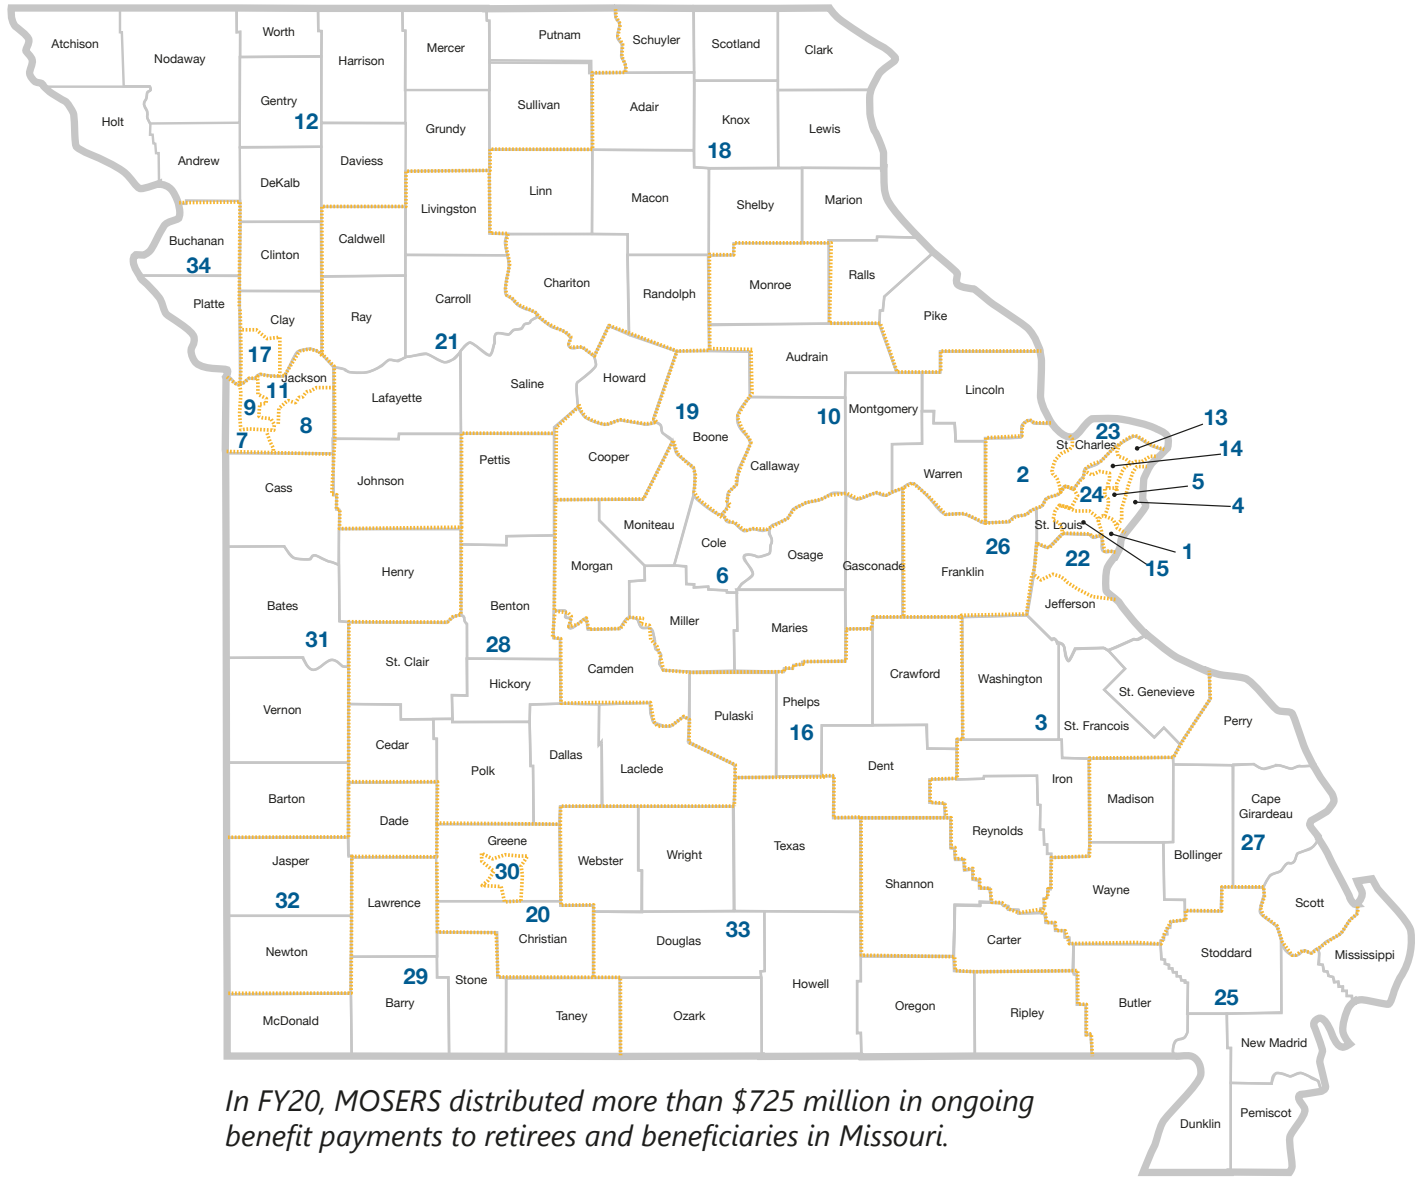 Atchison
Nodaway
Worth
Harrison
Mercer
Putnam
Schuyler
Scotland
Clark
Holt
Gentry
12
Grundy
Sullivan
Adair
Knox
18
Lewis
Andrew
DeKalb
Daviess
Livingston
Linn
Macon
Shelby
Marion
Buchanan
34
Clinton
Caldwell
Carroll
21
Chariton
Randolph
Monroe
Ralls
Pike
Platte
Clay
17
Ray
Jackson
11
9
8
7
Lafayette
Saline
Howard
19
Boone
Audrain
10
Montgomery
Lincoln
Callaway
Warren
2
St. Charles
23
13
14
5
4
24
St. Louis
1
15
22
Cass
Johnson
Pettis
Cooper
Moniteau
Cole
6
Osage
Gasconade
26
Franklin
Jefferson
Henry
Morgan
Benton
28
Miller
Maries
Bates
31
St. Clair
Hickory
Camden
Pulaski
Phelps
16
Crawford
Washington
3
St. Francois
St. Genevieve
Perry
Vernon
Cedar
Polk
Dallas
Laclede
Dent
Iron
Madison
Cape
Girardeau
27
Barton
Dade
Greene
30
Webster
Wright
Texas
Shannon
Reynolds
Wayne
Bollinger
Scott
Jasper
32
Lawrence
20
Christian
Douglas
33
Howell
Carter
Stoddard
25
Mississippi
Newton
29
Barry
Stone
Taney
Ozark
Oregon
Ripley
Butler
McDonald
New Madrid
Pemiscot
Dunklin
In FY20, MOSERS distributed more than $725 million in ongoing
benefit payments to retirees and beneficiaries in Missouri.